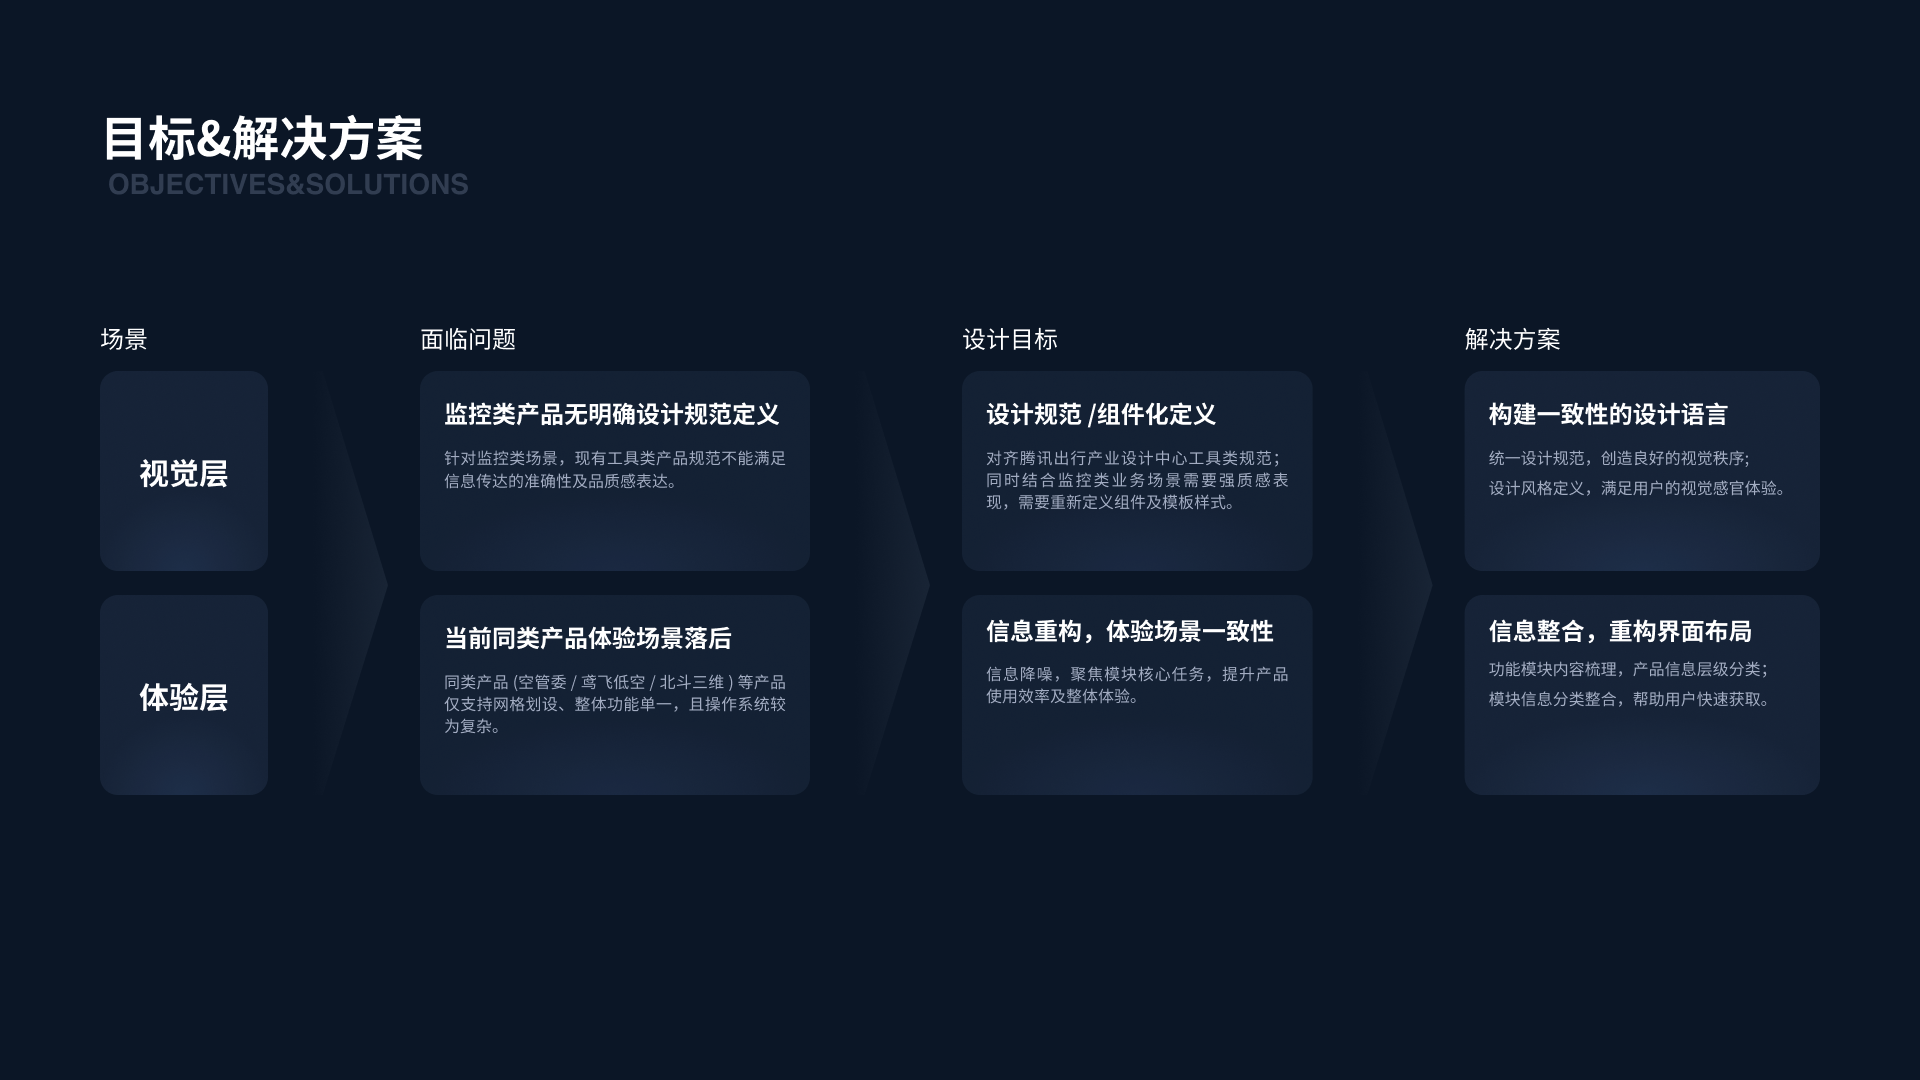 目标&解决方案
OBJECTIVES&SOLUTIONS
场景
面临问题
设计目标
解决方案
视觉层
监控类产品无明确设计规范定义
针对监控类场景，现有工具类产品规范不能满足
信息传达的准确性及品质感表达。
设计规范 /组件化定义
对齐腾讯出行产业设计中心工具类规范；
同时结合监控类业务场景需要强质感表
现，需要重新定义组件及模板样式。
构建一致性的设计语言
统一设计规范，创造良好的视觉秩序;
设计风格定义，满足用户的视觉感官体验。
体验层
当前同类产品体验场景落后
同类产品 (空管委 / 鸢飞低空 / 北斗三维 ) 等产品
仅支持网格划设、整体功能单一，且操作系统较
为复杂。
信息重构，体验场景一致性
信息降噪，聚焦模块核心任务，提升产品
使用效率及整体体验。
信息整合，重构界面布局
功能模块内容梳理，产品信息层级分类；
模块信息分类整合，帮助用户快速获取。